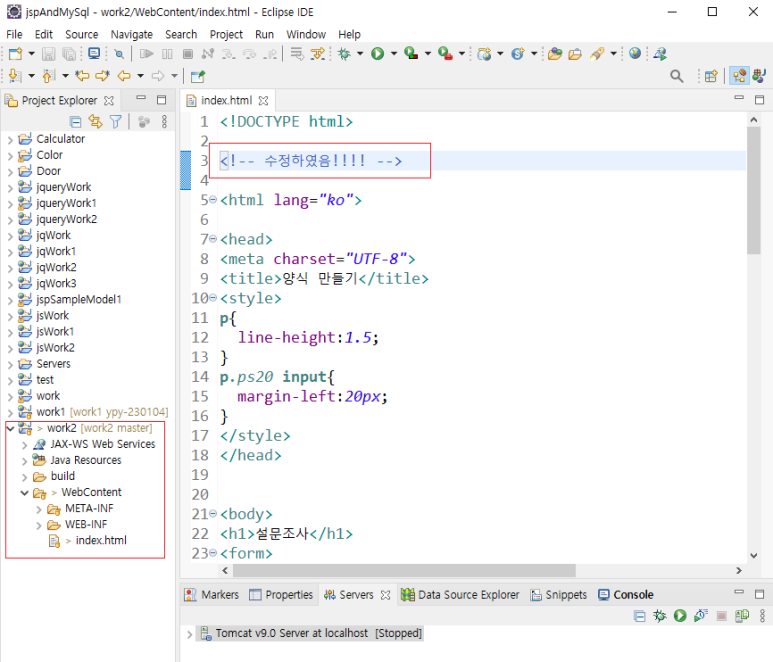 jspAndMySql - work2/WebContent/index.html - Eclipse IDE
File Edit Source Navigate Search Project Run Window Help
Project Explorer
Calculator
Color
Door
jqueryWork
jqueryWork1
jqueryWork2
jqWork
jqWork1
jqWork2
jqWork3
jspSampleModel1
jsWork
jsWork1
jsWork2
Servers
test
work
work1 [work1 ypy-230104]
> work2 [work2 master]
JAX-WS Web Services
Java Resources
build
> WebContent
META-INF
WEB-INF
> index.html
index.html
1 <!DOCTYPE html>
2
3 <!-- 수정하였음!!!! -->
4
5 <html lang="ko">
6
7 <head>
8 <meta charset="UTF-8">
9 <title>양식 만들기</title>
10 <style>
11 p{
12 line-height:1.5;
13 }
14 p.ps20 input{
15 margin-left:20px;
16 }
17 </style>
18 </head>
19
20
21 <body>
22 <h1>설문조사</h1>
23 <form>
Markers Properties Servers Data Source Explorer Snippets Console
Tomcat v9.0 Server at localhost [Stopped]